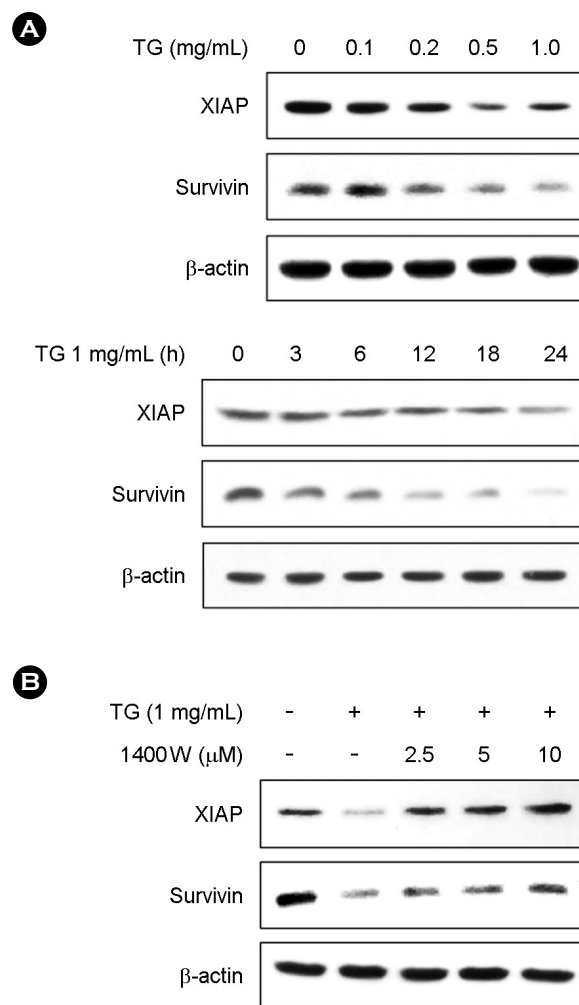 A
TG (mg/mL) 0 0.1 0.2 0.5 1.0
XIAP
Survivin
β-actin
TG 1 mg/mL (h) 0 3 6 12 18 24
XIAP
Survivin
β-actin
B
TG (1 mg/mL) - + + + +
1400W (μM) - - 2.5 5 10
XIAP
Survivin
β-actin